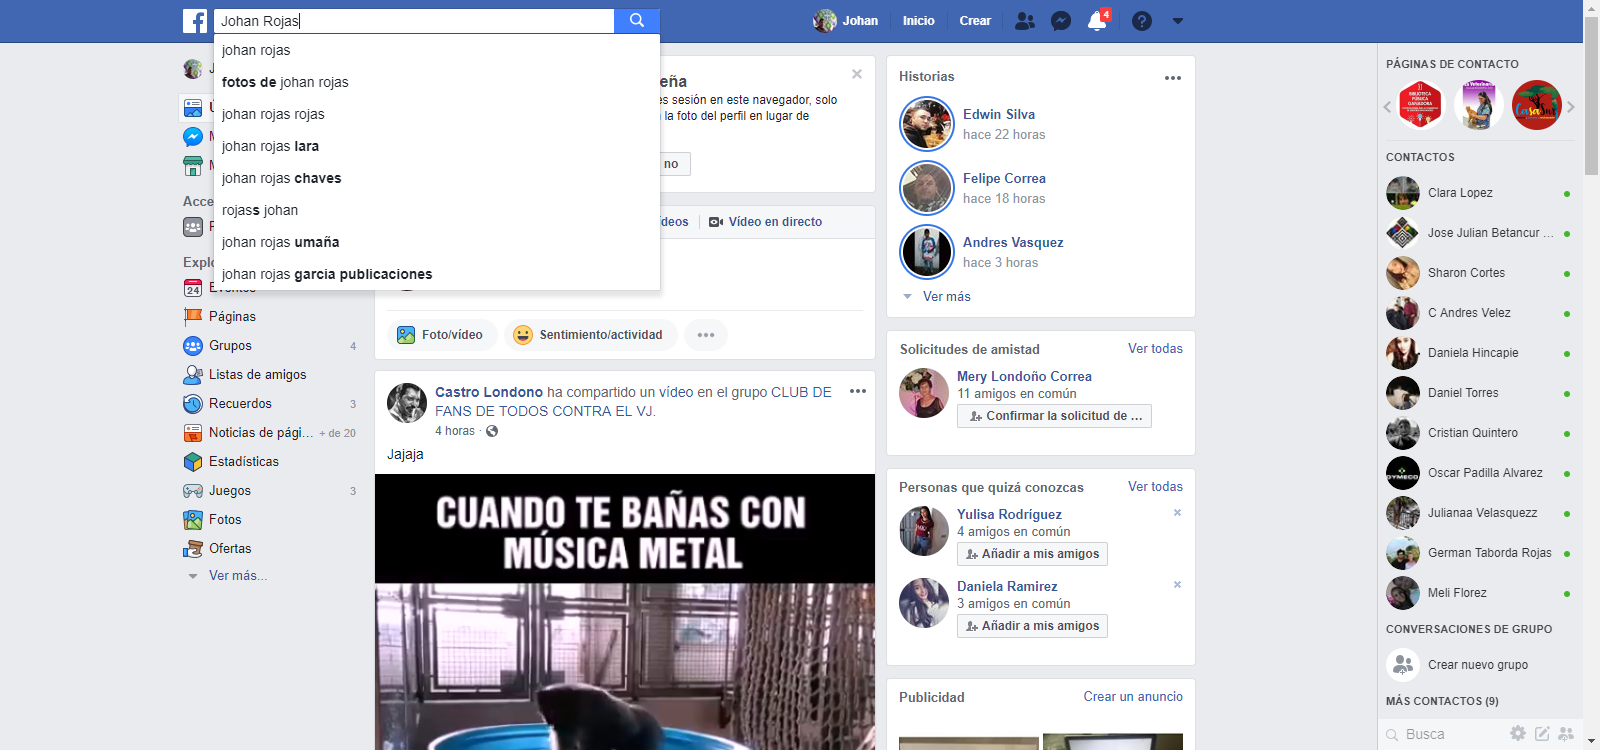 Johan Rojas
Johan
Inicio
Crear
4
johan rojas
fotos de johan rojas
johan rojas rojas
johan rojas lara
johan rojas chaves
rojass johan
johan rojas umaña
johan rojas garcia publicaciones
Acce
Explo
24
Eventos
Páginas
Grupos 4
Listas de amigos
Recuerdos 3
Noticias de pági... + de 20
Estadísticas
Juegos 3
Fotos
Ofertas
Ver más...
eña
es sesión en este navegador, solo
la foto del perfil en lugar de
no
ídeos
Vídeo en directo
Foto/vídeo
Sentimiento/actividad
Castro Londono ha compartido un vídeo en el grupo CLUB DE
FANS DE TODOS CONTRA EL VJ.
4 horas ·
Jajaja
CUANDO TE BAÑAS CON
MÚSICA METAL
Historias
Edwin Silva
hace 22 horas
Felipe Correa
hace 18 horas
Andres Vasquez
hace 3 horas
Ver más
Solicitudes de amistad Ver todas
Mery Londoño Correa
11 amigos en común
Confirmar la solicitud de ...
Personas que quizá conozcas Ver todas
Yulisa Rodríguez
4 amigos en común
Añadir a mis amigos
Daniela Ramirez
3 amigos en común
Añadir a mis amigos
Publicidad Crear un anuncio
PÁGINAS DE CONTACTO
BIBLIOTECA
PÚBLICA
GANADORA
CasaSur
CONTACTOS
Clara Lopez
Jose Julian Betancur ...
Sharon Cortes
C Andres Velez
Daniela Hincapie
Daniel Torres
Cristian Quintero
Oscar Padilla Alvarez
Julianaa Velasquezz
German Taborda Rojas
Meli Florez
CONVERSACIONES DE GRUPO
Crear nuevo grupo
MÁS CONTACTOS (9)
Busca